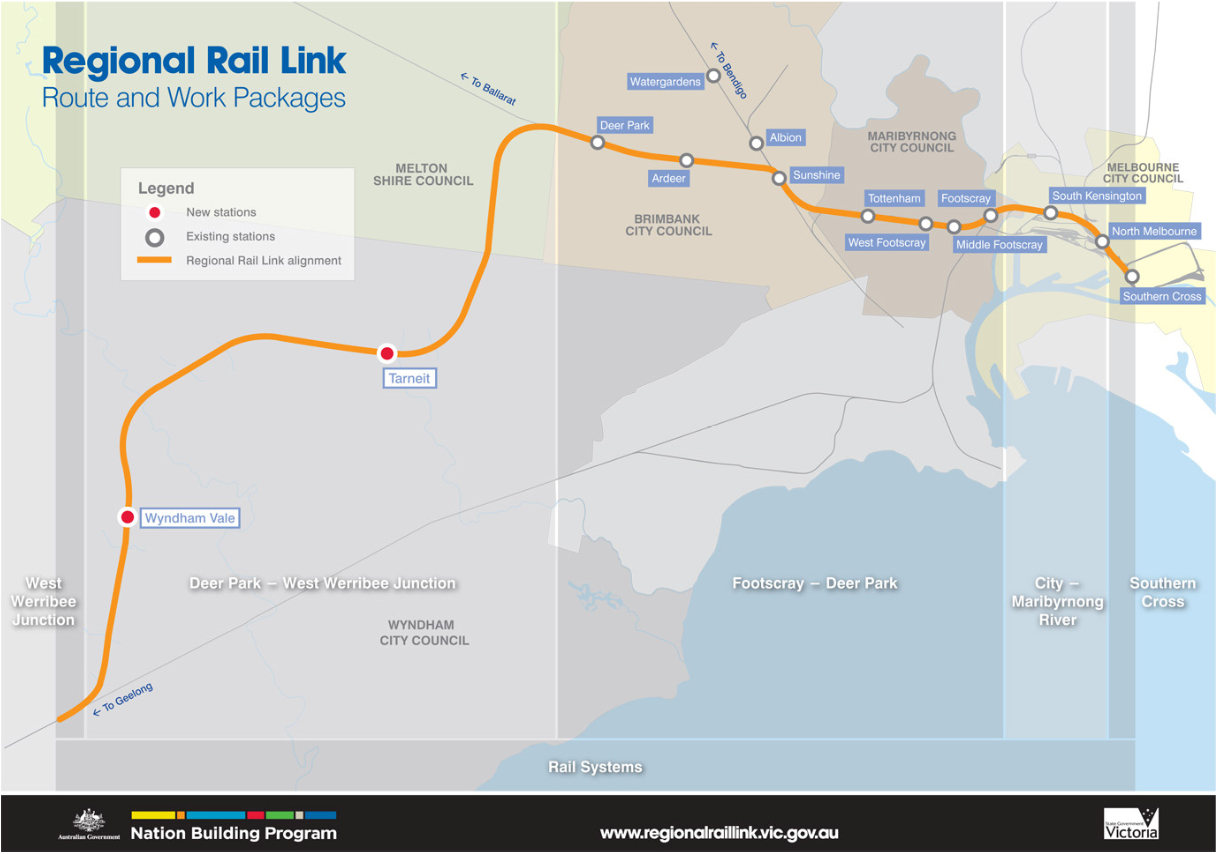 Regional Rail Link
Route and Work Packages
Legend
New stations
Existing stations
Regional Rail Link alignment
← To Ballarat
← To Bendigo
Watergardens
Deer Park
Albion
Ardeer
Sunshine
MELTON
SHIRE COUNCIL
BRIMBANK
CITY COUNCIL
MARIBYRNONG
CITY COUNCIL
MELBOURNE
CITY COUNCIL
Tottenham
Footscray
South Kensington
West Footscray
Middle Footscray
North Melbourne
Southern Cross
Tarneit
Wyndham Vale
West
Werribee
Junction
Deer Park – West Werribee Junction
Footscray – Deer Park
City –
Maribyrnong
River
Southern
Cross
WYNDHAM
CITY COUNCIL
← To Geelong
Rail Systems
Australian Government
Nation Building Program
www.regionalraillink.vic.gov.au
State Government
Victoria